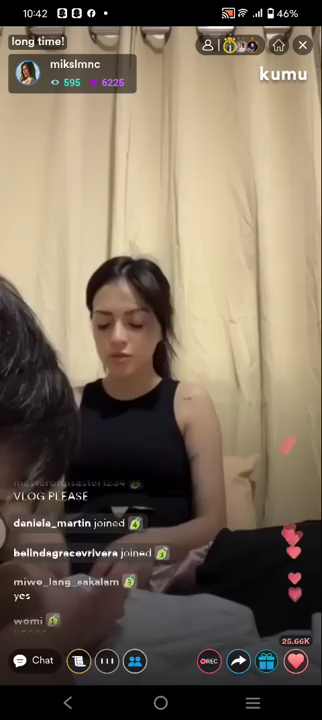 10:42
46%
long time!
mikslmnc
595
6225
kumu
VLOG PLEASE
daniela_martin joined
belindagracevrivera joined
miwo_lang_sakalam
yes
womi
25.66K
Chat
REC